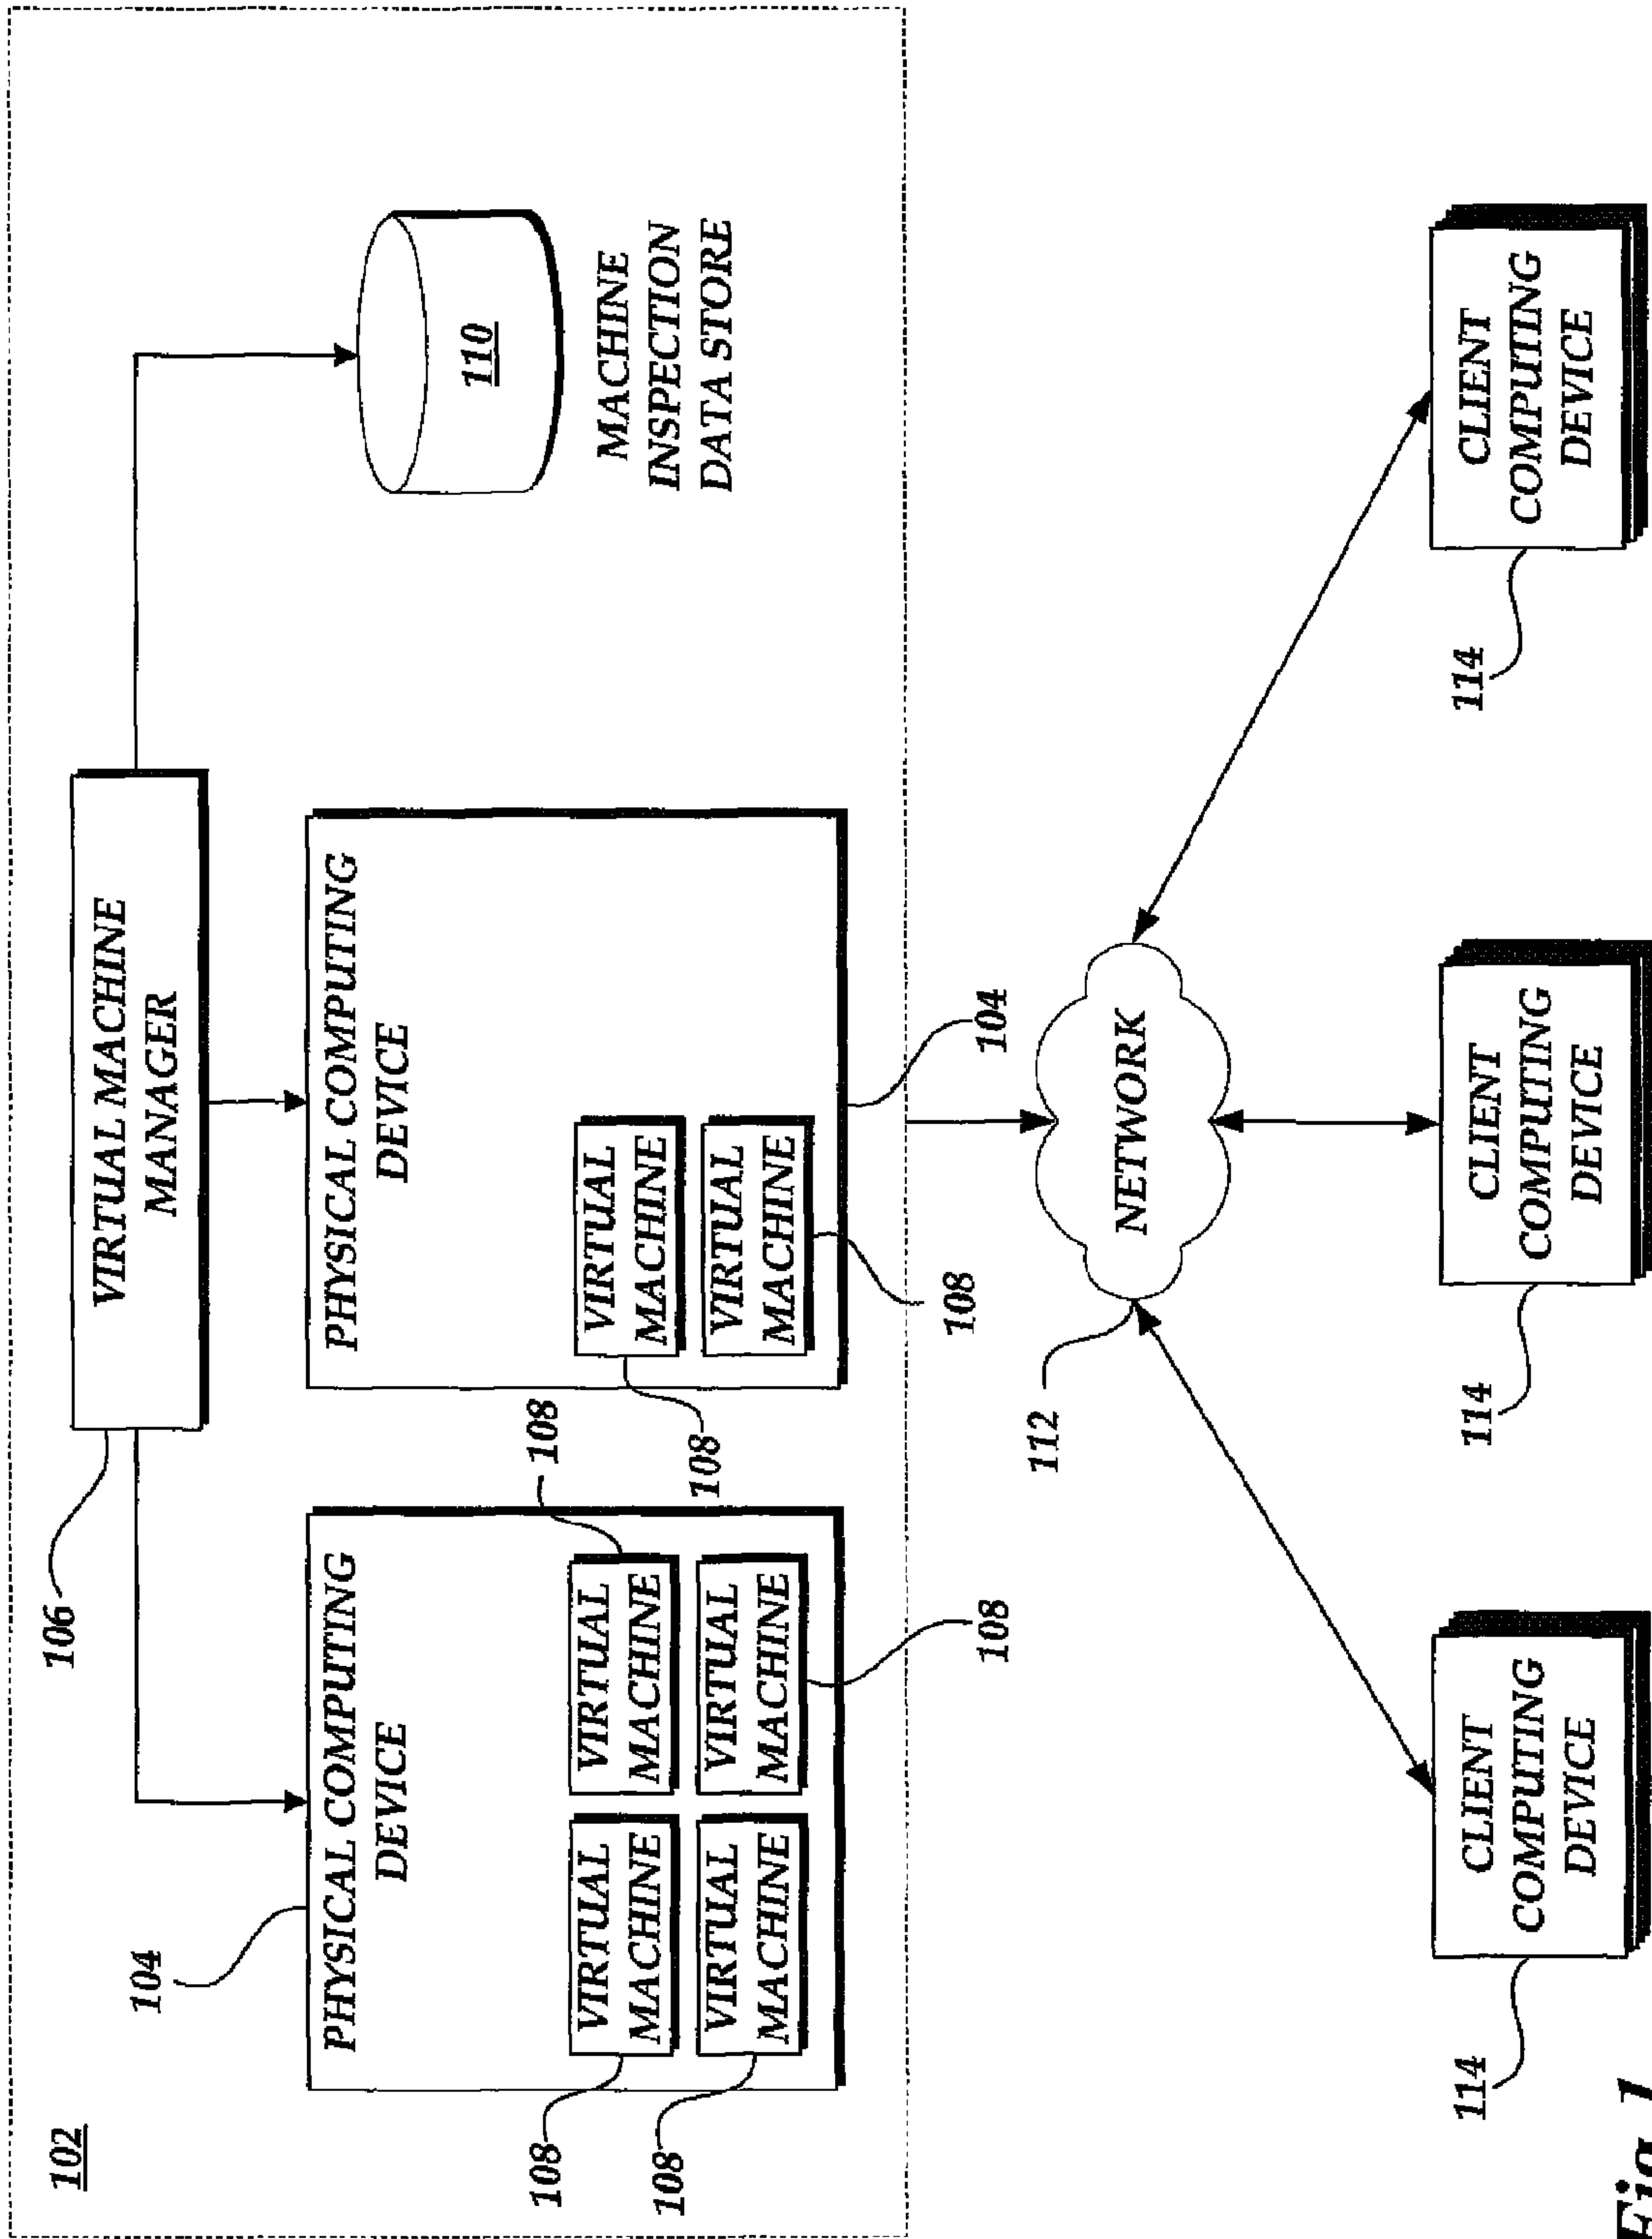 102
106
VIRTUAL MACHINE
MANAGER
104
PHYSICAL COMPUTING
DEVICE
VIRTUAL
MACHINE
VIRTUAL
MACHINE
VIRTUAL
MACHINE
VIRTUAL
MACHINE
108
108
108
108
PHYSICAL COMPUTING
DEVICE
VIRTUAL
MACHINE
VIRTUAL
MACHINE
108
108
104
110
MACHINE
INSPECTION
DATA STORE
NETWORK
112
CLIENT
COMPUTING
DEVICE
114
CLIENT
COMPUTING
DEVICE
114
CLIENT
COMPUTING
DEVICE
114
Fig. 1